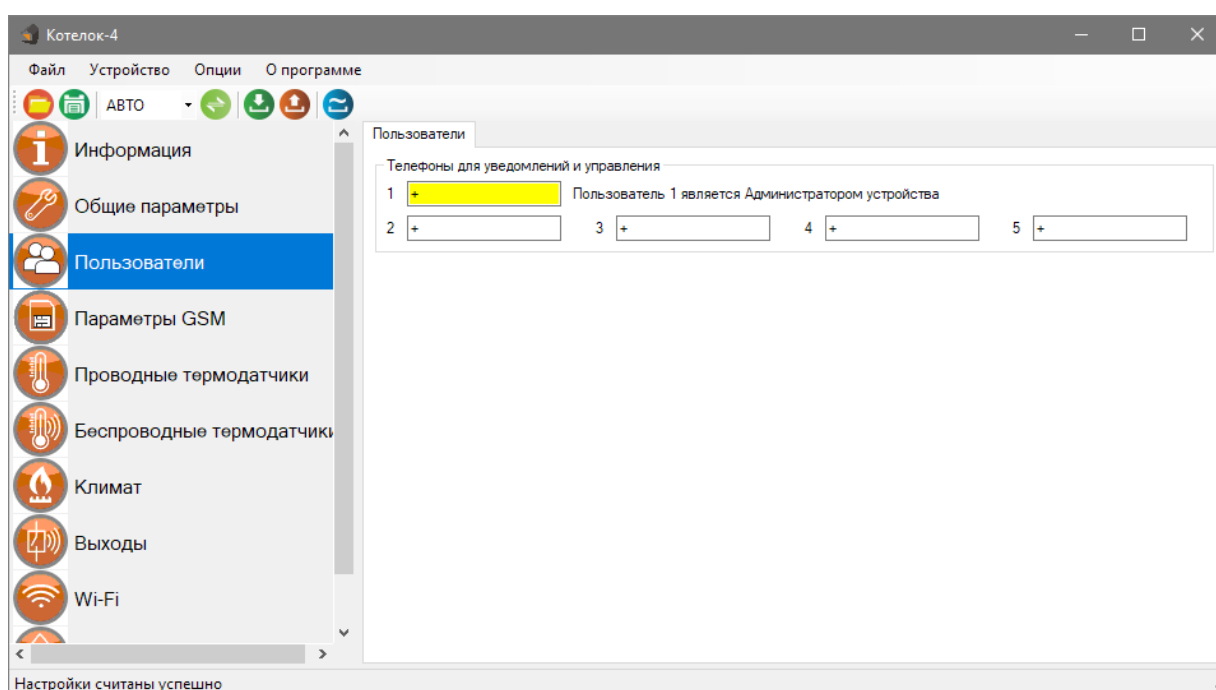 Котелок-4
Файл Устройство Опции О программе
АВТО
Информация
Общие параметры
Пользователи
Параметры GSM
Проводные термодатчики
Беспроводные термодатчики
Климат
Выходы
Wi-Fi
Пользователи
Телефоны для уведомлений и управления
1 + Пользователь 1 является Администратором устройства
2 + 3 + 4 + 5 +
Настройки считаны успешно